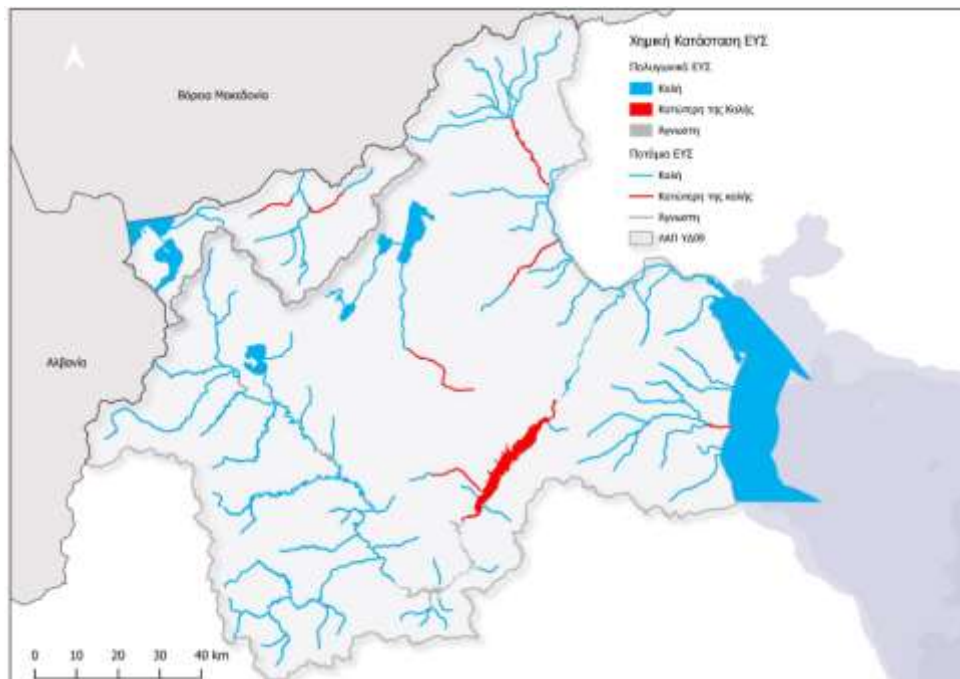 Χημική Κατάσταση ΕΥΣ
Πολυγωνικά ΕΥΣ
Καλή
Κατώτερη της Καλής
Άγνωστη
Ποτάμια ΕΥΣ
Καλή
Κατώτερη της καλής
Άγνωστη
ΛΑΠ ΥΔ09
Βόρεια Μακεδονία
Αλβανία
0 10 20 30 40 km